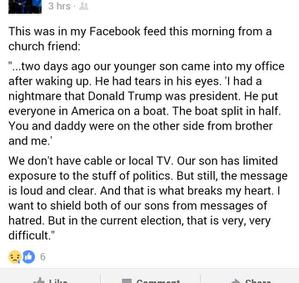 3 hrs ·
This was in my Facebook feed this morning from a
church friend:
"...two days ago our younger son came into my office
after waking up. He had tears in his eyes. 'I had a
nightmare that Donald Trump was president. He put
everyone in America on a boat. The boat split in half.
You and daddy were on the other side from brother
and me.'
We don't have cable or local TV. Our son has limited
exposure to the stuff of politics. But still, the message
is loud and clear. And that is what breaks my heart. I
want to shield both of our sons from messages of
hatred. But in the current election, that is very, very
difficult."
6
Like Comment Share